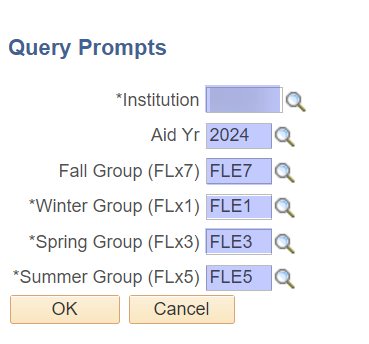 Query Prompts
*Institution
Aid Yr 2024
Fall Group (FLx7) FLE7
*Winter Group (FLx1) FLE1
*Spring Group (FLx3) FLE3
*Summer Group (FLx5) FLE5
OK Cancel